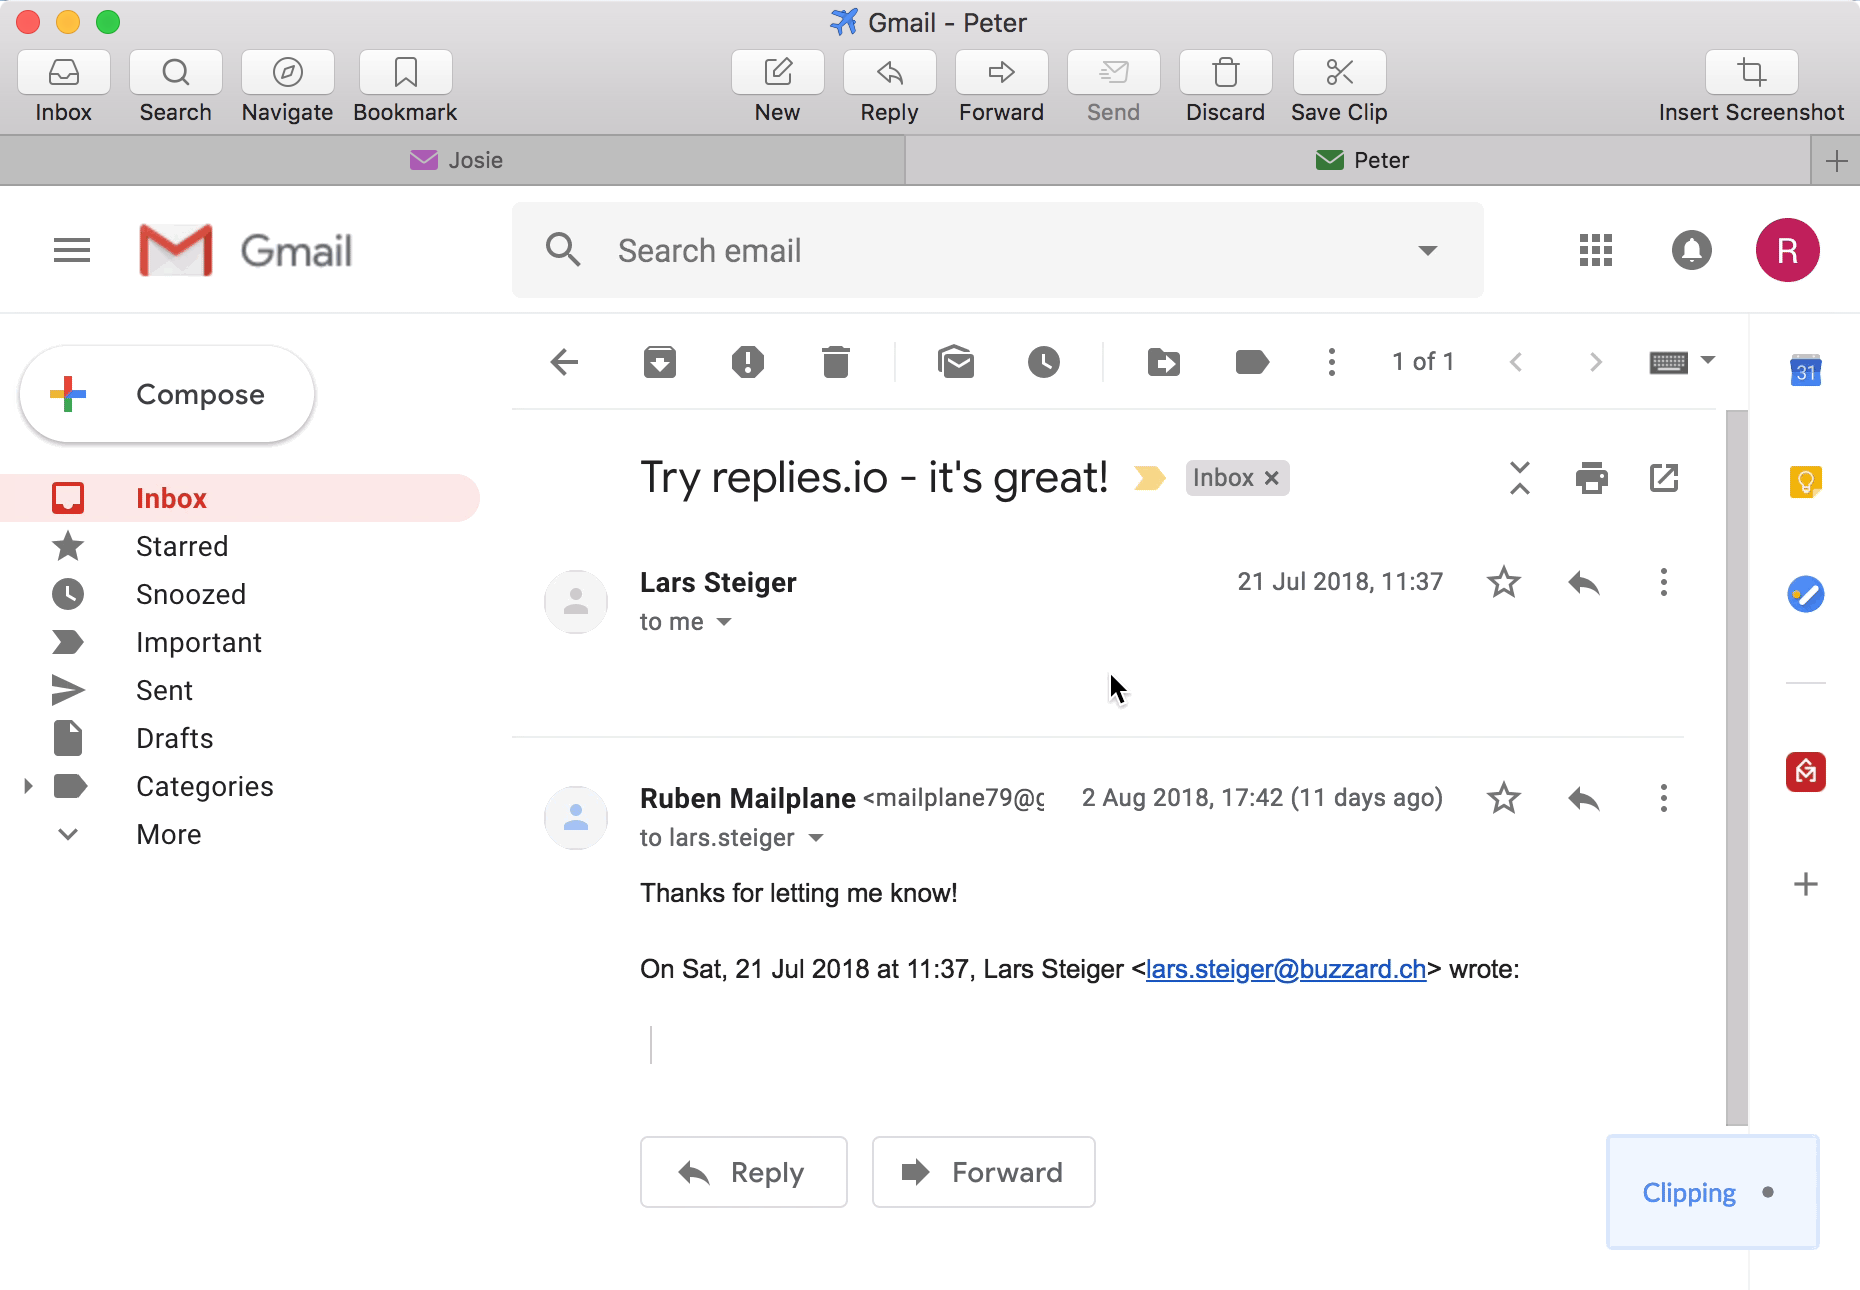 Gmail - Peter
Inbox Search Navigate Bookmark New Reply Forward Send Discard Save Clip Insert Screenshot
Josie Peter
Gmail Search email R
Compose 1 of 1 31
Try replies.io - it's great! Inbox
Inbox
Starred
Snoozed
Important
Sent
Drafts
Categories
More
Lars Steiger 21 Jul 2018, 11:37
to me
Ruben Mailplane <mailplane79@g 2 Aug 2018, 17:42 (11 days ago)
to lars.steiger
Thanks for letting me know!
On Sat, 21 Jul 2018 at 11:37, Lars Steiger <lars.steiger@buzzard.ch> wrote:
Reply Forward
Clipping